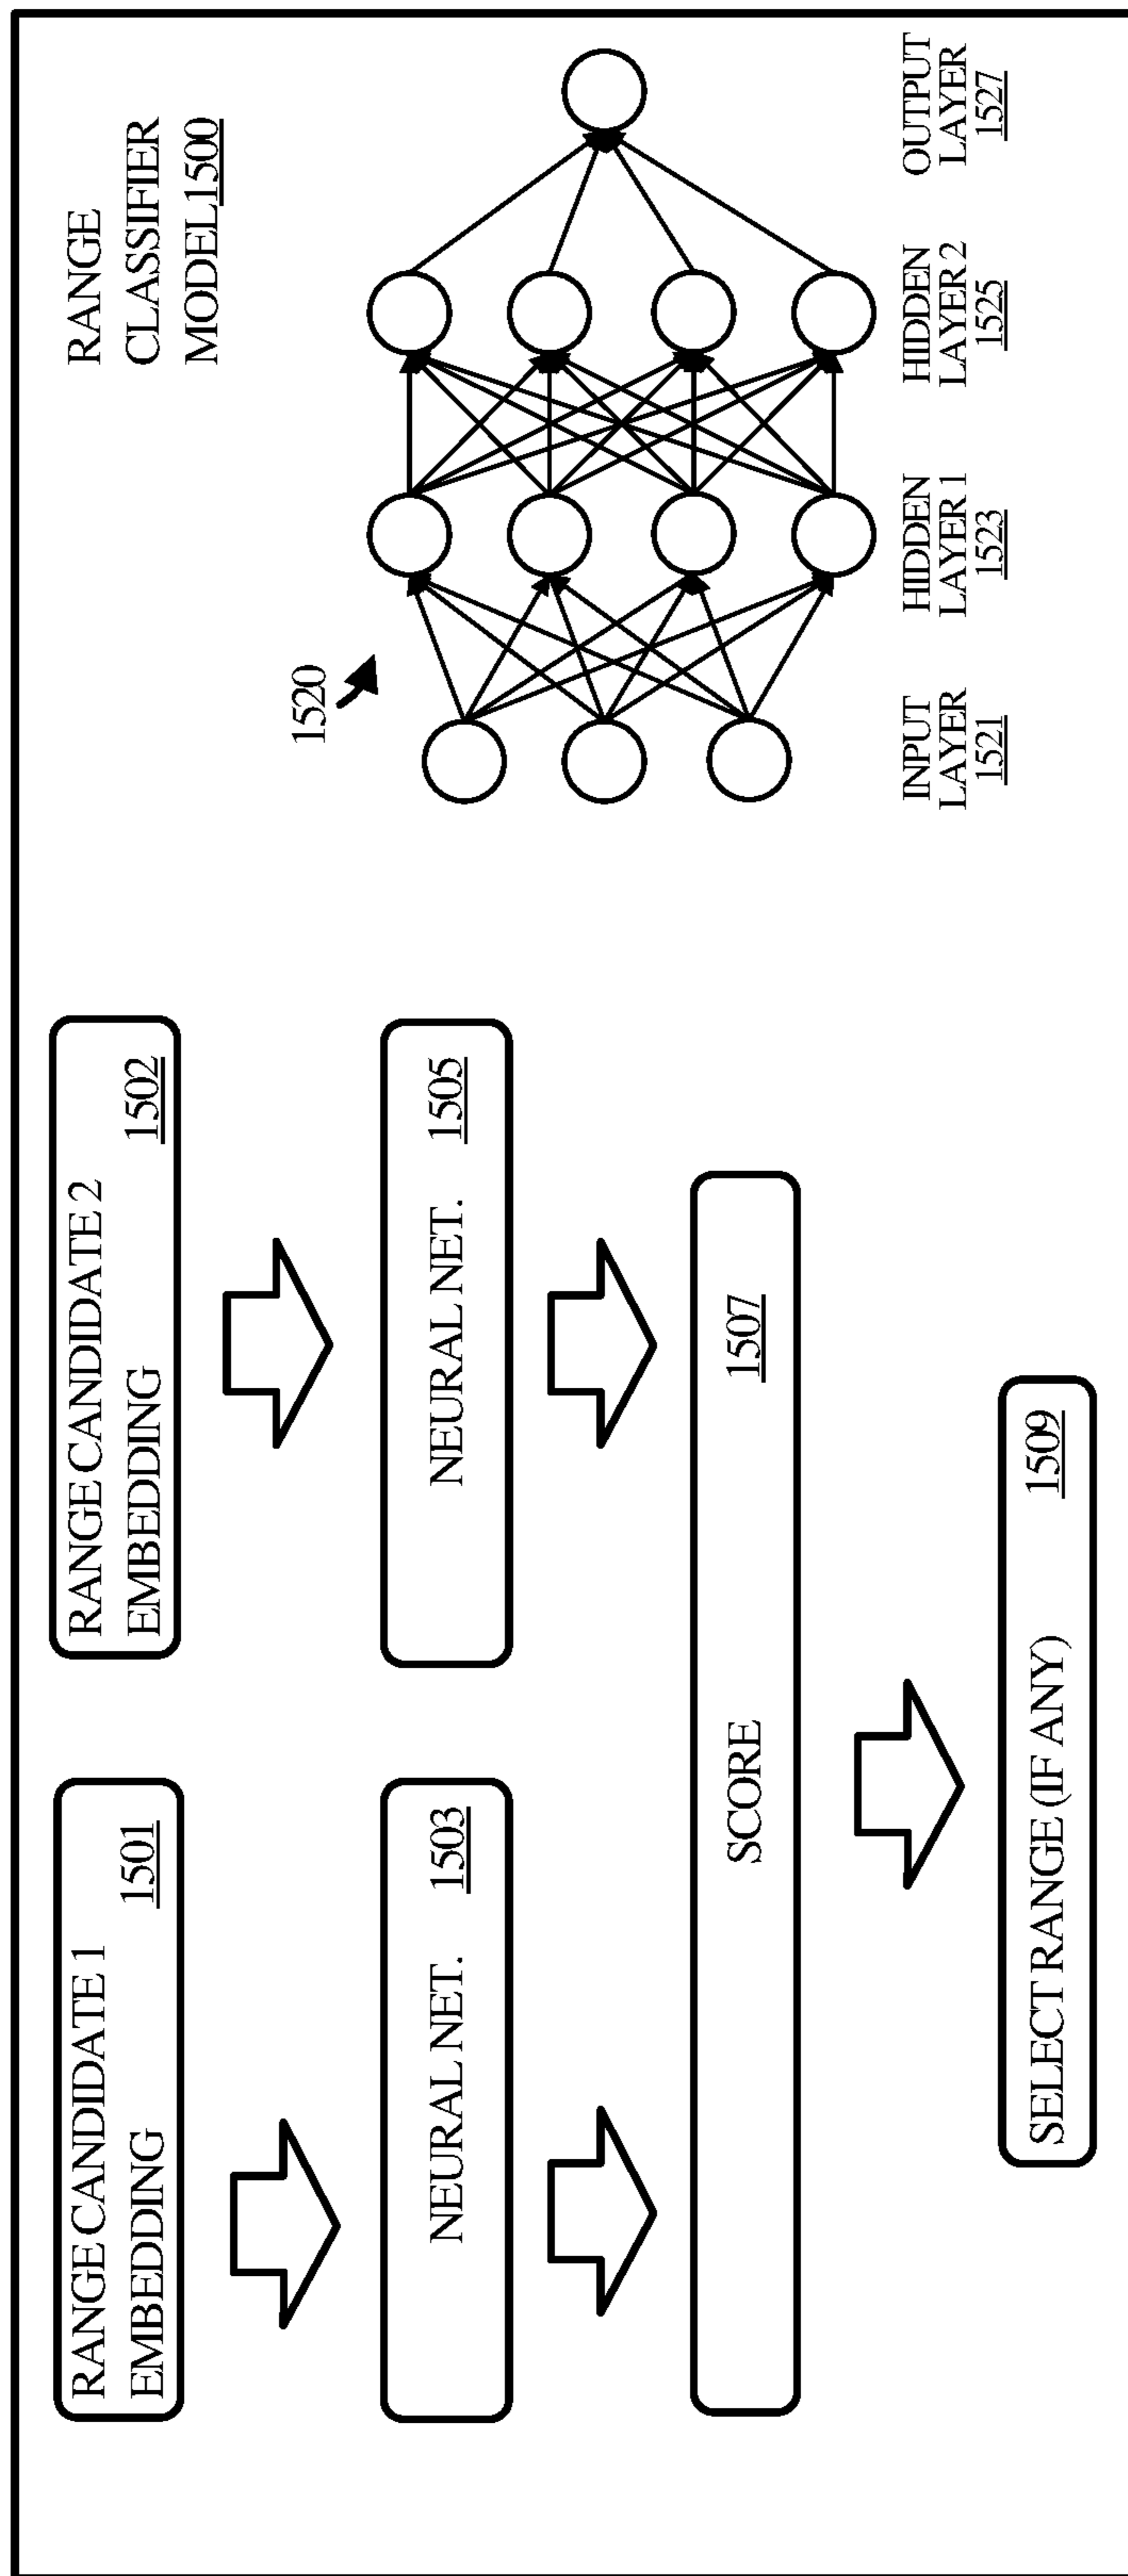 RANGE CANDIDATE 1
EMBEDDING
1501
RANGE CANDIDATE 2
EMBEDDING
1502
NEURAL NET.
1503
NEURAL NET.
1505
SCORE
1507
SELECT RANGE (IF ANY)
1509
RANGE
CLASSIFIER
MODEL 1500
1520
INPUT
LAYER
1521
HIDDEN
LAYER 1
1523
HIDDEN
LAYER 2
1525
OUTPUT
LAYER
1527